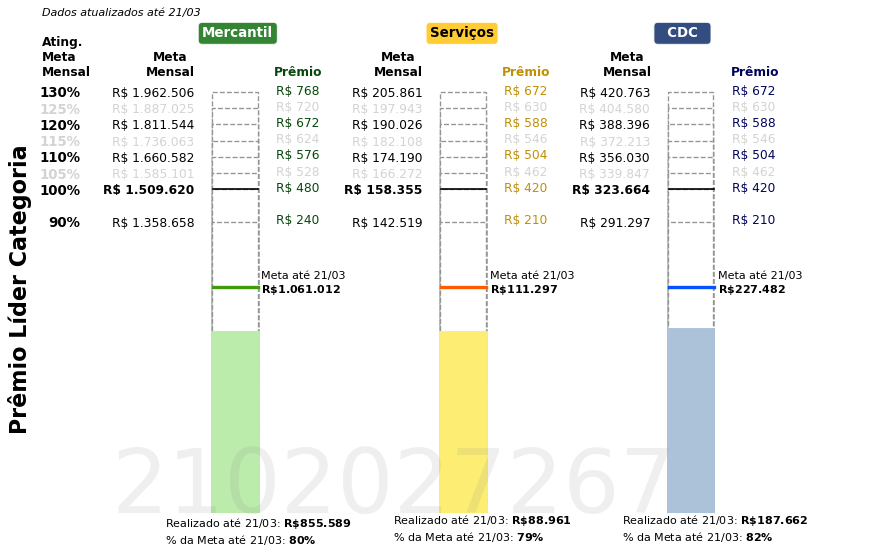 Dados atualizados até 21/03
Mercantil Serviços CDC
Ating.
Meta Meta Meta Meta
Mensal Mensal Prêmio Mensal Prêmio Mensal Prêmio
130% R$ 1.962.506 R$ 768 R$ 205.861 R$ 672 R$ 420.763 R$ 672
125% R$ 1.887.025 R$ 720 R$ 197.943 R$ 630 R$ 404.580 R$ 630
120% R$ 1.811.544 R$ 672 R$ 190.026 R$ 588 R$ 388.396 R$ 588
115% R$ 1.736.063 R$ 624 R$ 182.108 R$ 546 R$ 372.213 R$ 546
110% R$ 1.660.582 R$ 576 R$ 174.190 R$ 504 R$ 356.030 R$ 504
105% R$ 1.585.101 R$ 528 R$ 166.272 R$ 462 R$ 339.847 R$ 462
100% R$ 1.509.620 R$ 480 R$ 158.355 R$ 420 R$ 323.664 R$ 420
90% R$ 1.358.658 R$ 240 R$ 142.519 R$ 210 R$ 291.297 R$ 210
Meta até 21/03 Meta até 21/03 Meta até 21/03
R$1.061.012 R$111.297 R$227.482
Prêmio Líder Categoria
2102027267
Realizado até 21/03: R$855.589 Realizado até 21/03: R$88.961 Realizado até 21/03: R$187.662
% da Meta até 21/03: 80% % da Meta até 21/03: 79% % da Meta até 21/03: 82%